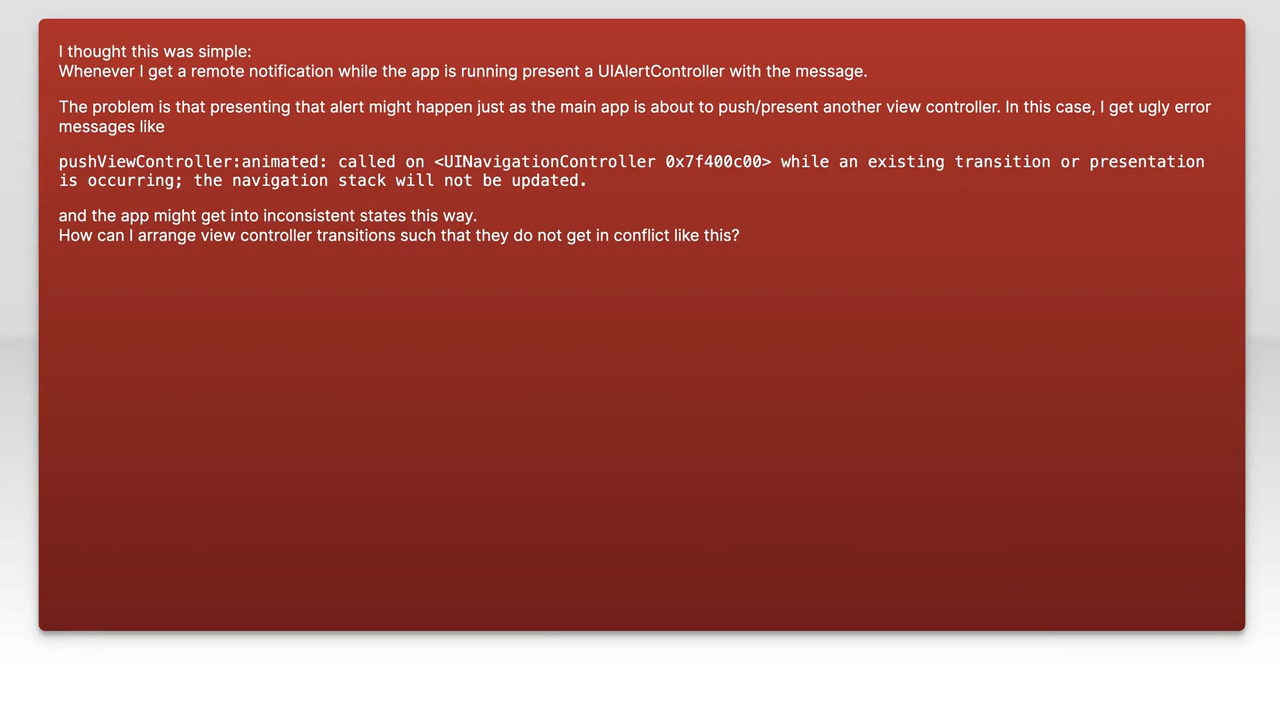 I thought this was simple:
Whenever I get a remote notification while the app is running present a UIAlertController with the message.
The problem is that presenting that alert might happen just as the main app is about to push/present another view controller. In this case, I get ugly error
messages like
pushViewController:animated: called on <UINavigationController 0x7f400c00> while an existing transition or presentation
is occurring; the navigation stack will not be updated.
and the app might get into inconsistent states this way.
How can I arrange view controller transitions such that they do not get in conflict like this?